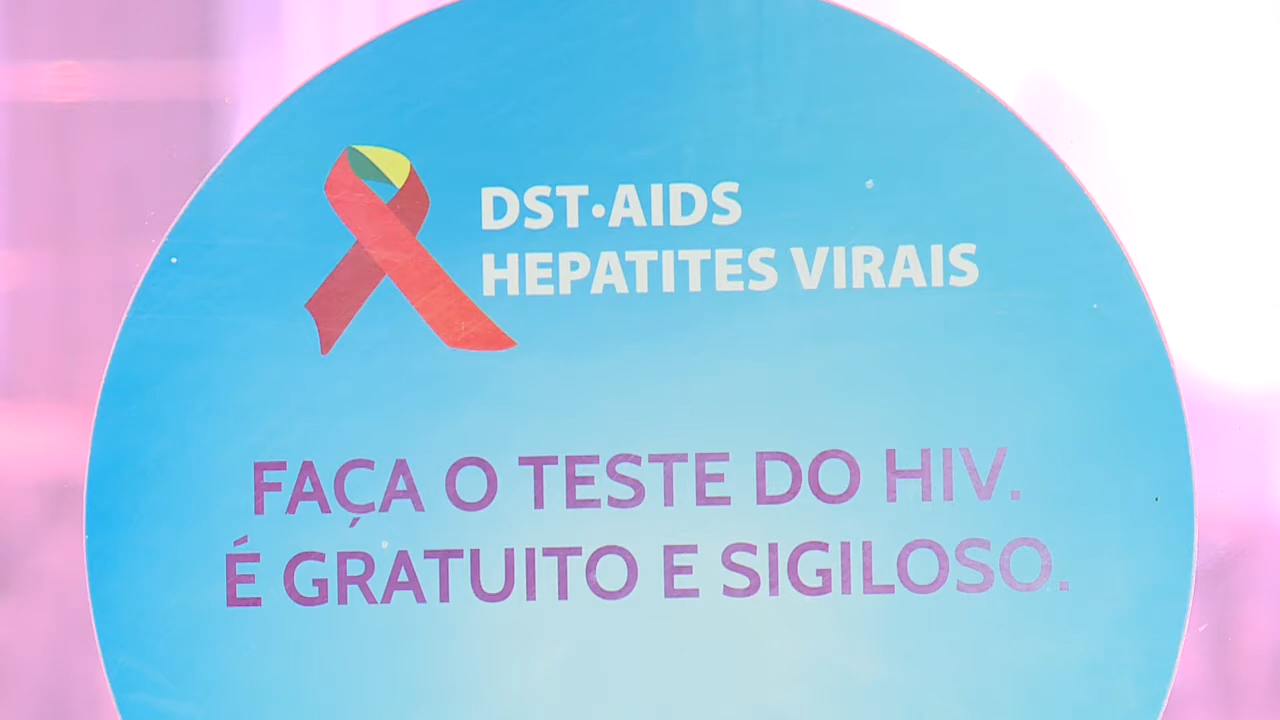 DST•AIDS
HEPATITES VIRAIS
FAÇA O TESTE DO HIV.
É GRATUITO E SIGILOSO.